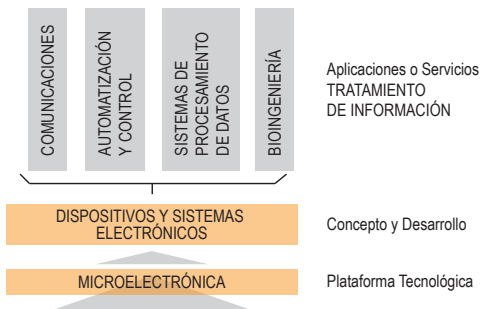 COMUNICACIONES
AUTOMATIZACIÓN
Y CONTROL
SISTEMAS DE
PROCESAMIENTO
DE DATOS
BIOINGENIERÍA
Aplicaciones o Servicios
TRATAMIENTO
DE INFORMACIÓN
DISPOSITIVOS Y SISTEMAS
ELECTRÓNICOS
Concepto y Desarrollo
MICROELECTRÓNICA
Plataforma Tecnológica